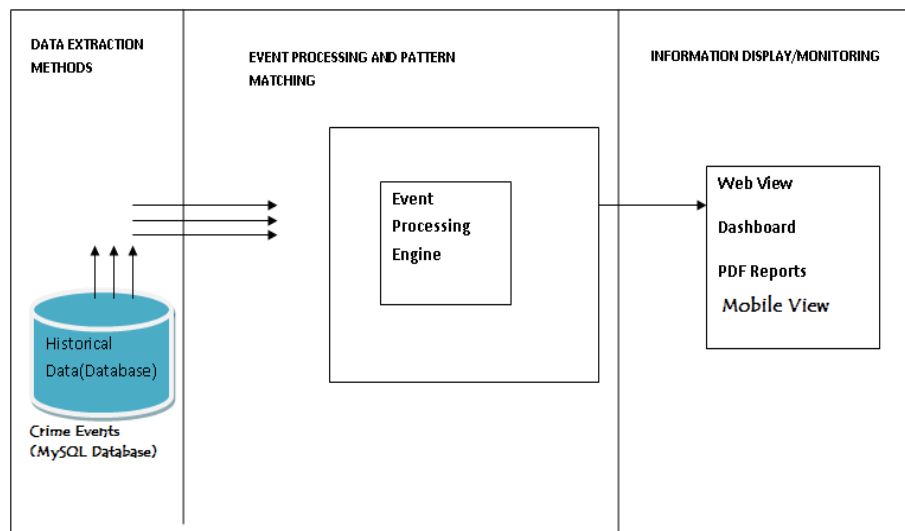 DATA EXTRACTION
METHODS
EVENT PROCESSING AND PATTERN
MATCHING
INFORMATION DISPLAY/MONITORING
Historical
Data(Database)
Crime Events
(MySQL Database)
Event
Processing
Engine
Web View
Dashboard
PDF Reports
Mobile View